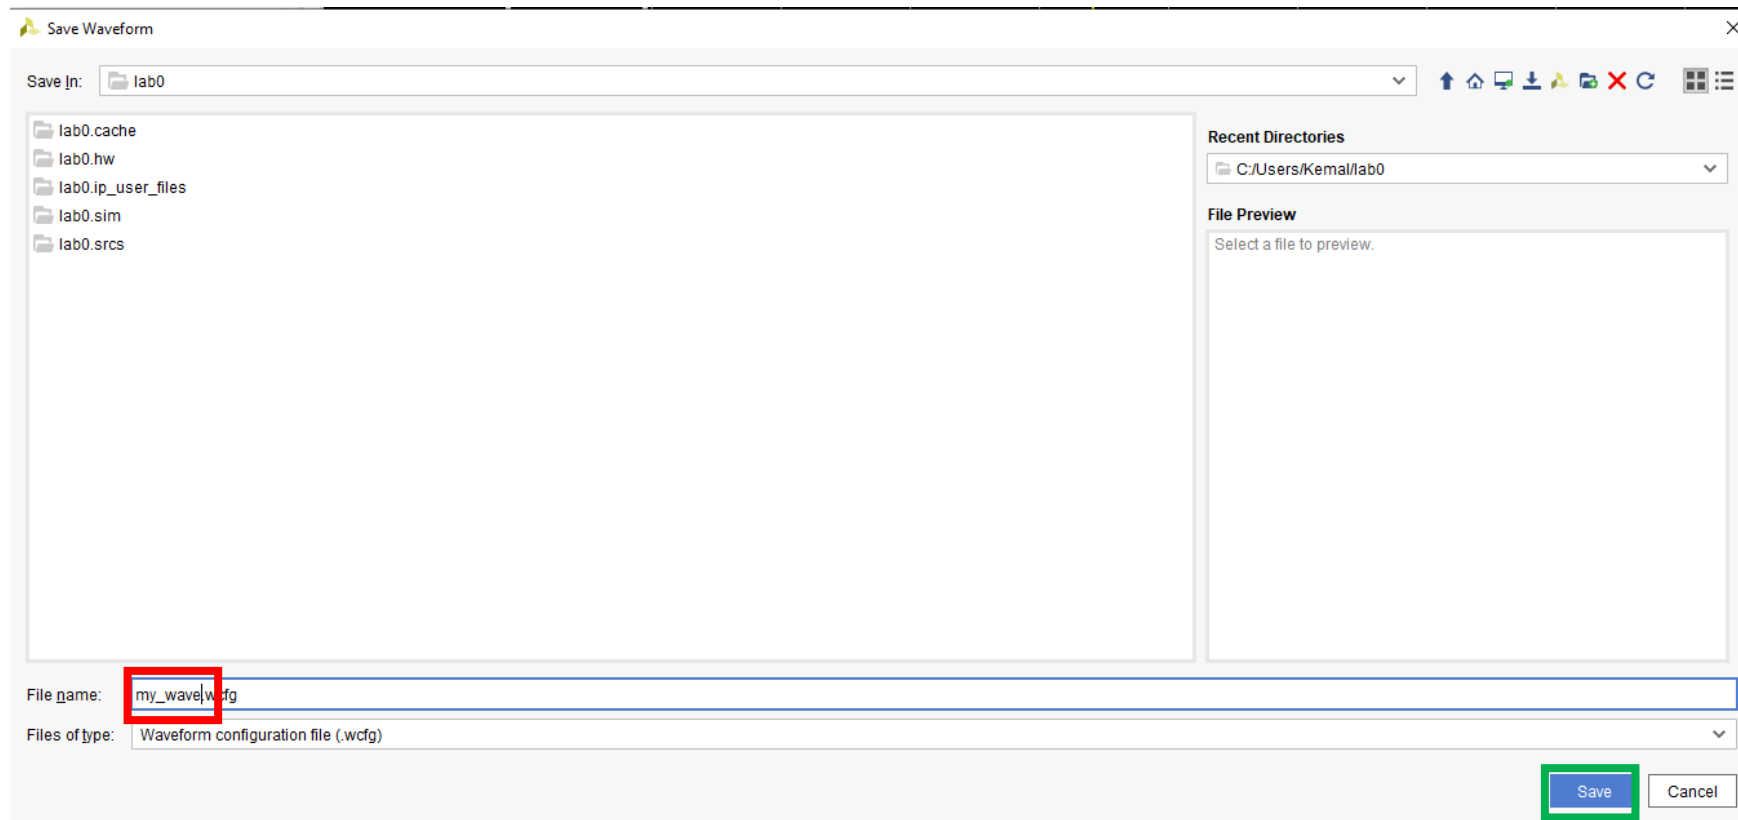 Save Waveform
Save In: lab0
lab0.cache
lab0.hw
lab0.ip_user_files
lab0.sim
lab0.srcs
Recent Directories
C:/Users/Kemal/lab0
File Preview
Select a file to preview.
File name: my_wave.wcfg
Files of type: Waveform configuration file (.wcfg)
Save Cancel